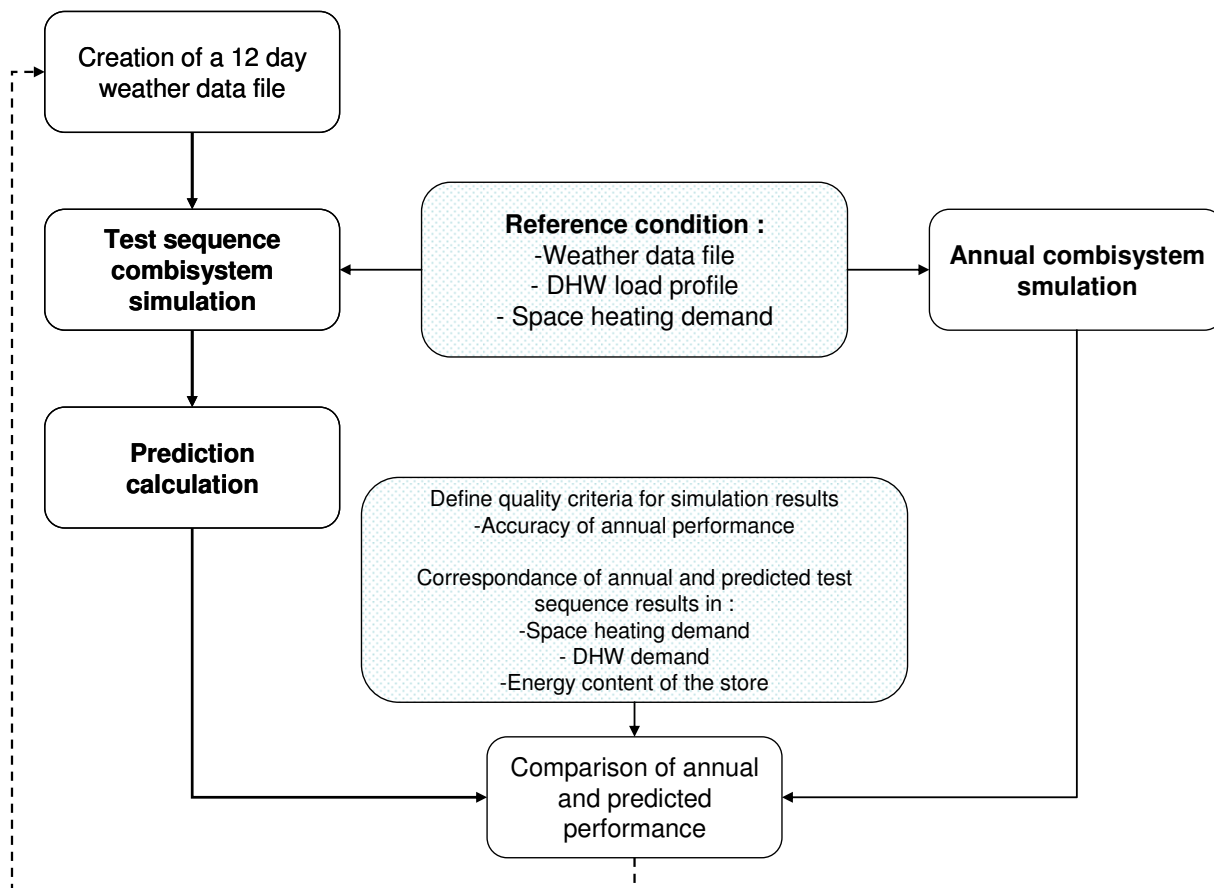 Creation of a 12 day
weather data file
Test sequence
combisystem
simulation
Reference condition :
-Weather data file
- DHW load profile
- Space heating demand
Annual combisystem
smulation
Prediction
calculation
Define quality criteria for simulation results
-Accuracy of annual performance
Correspondance of annual and predicted test
sequence results in :
-Space heating demand
- DHW demand
-Energy content of the store
Comparison of annual
and predicted
performance